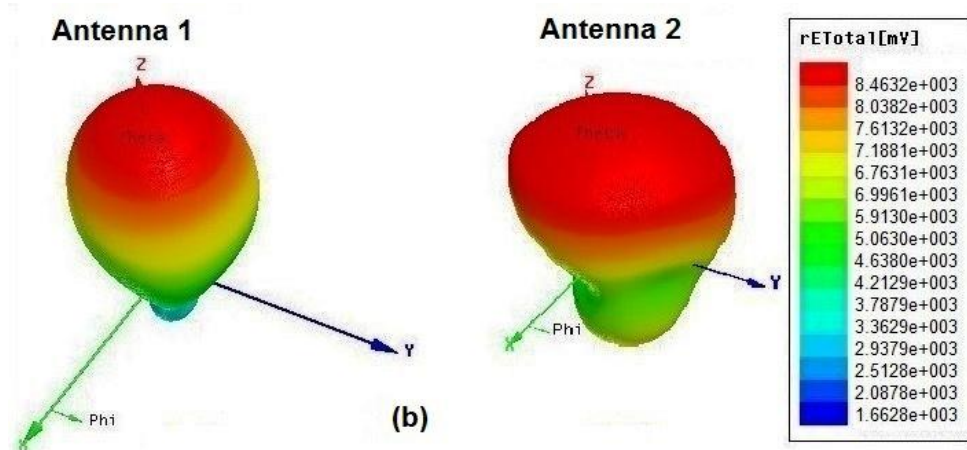 Antenna 1
Antenna 2
Z
Theta
Y
X
Phi
Z
Theta
Y
X
Phi
(b)
rETotal[mV]
8.4632e+003
8.0382e+003
7.6132e+003
7.1881e+003
6.7631e+003
6.9961e+003
5.9130e+003
5.0630e+003
4.6380e+003
4.2129e+003
3.7879e+003
3.3629e+003
2.9379e+003
2.5128e+003
2.0878e+003
1.6628e+003